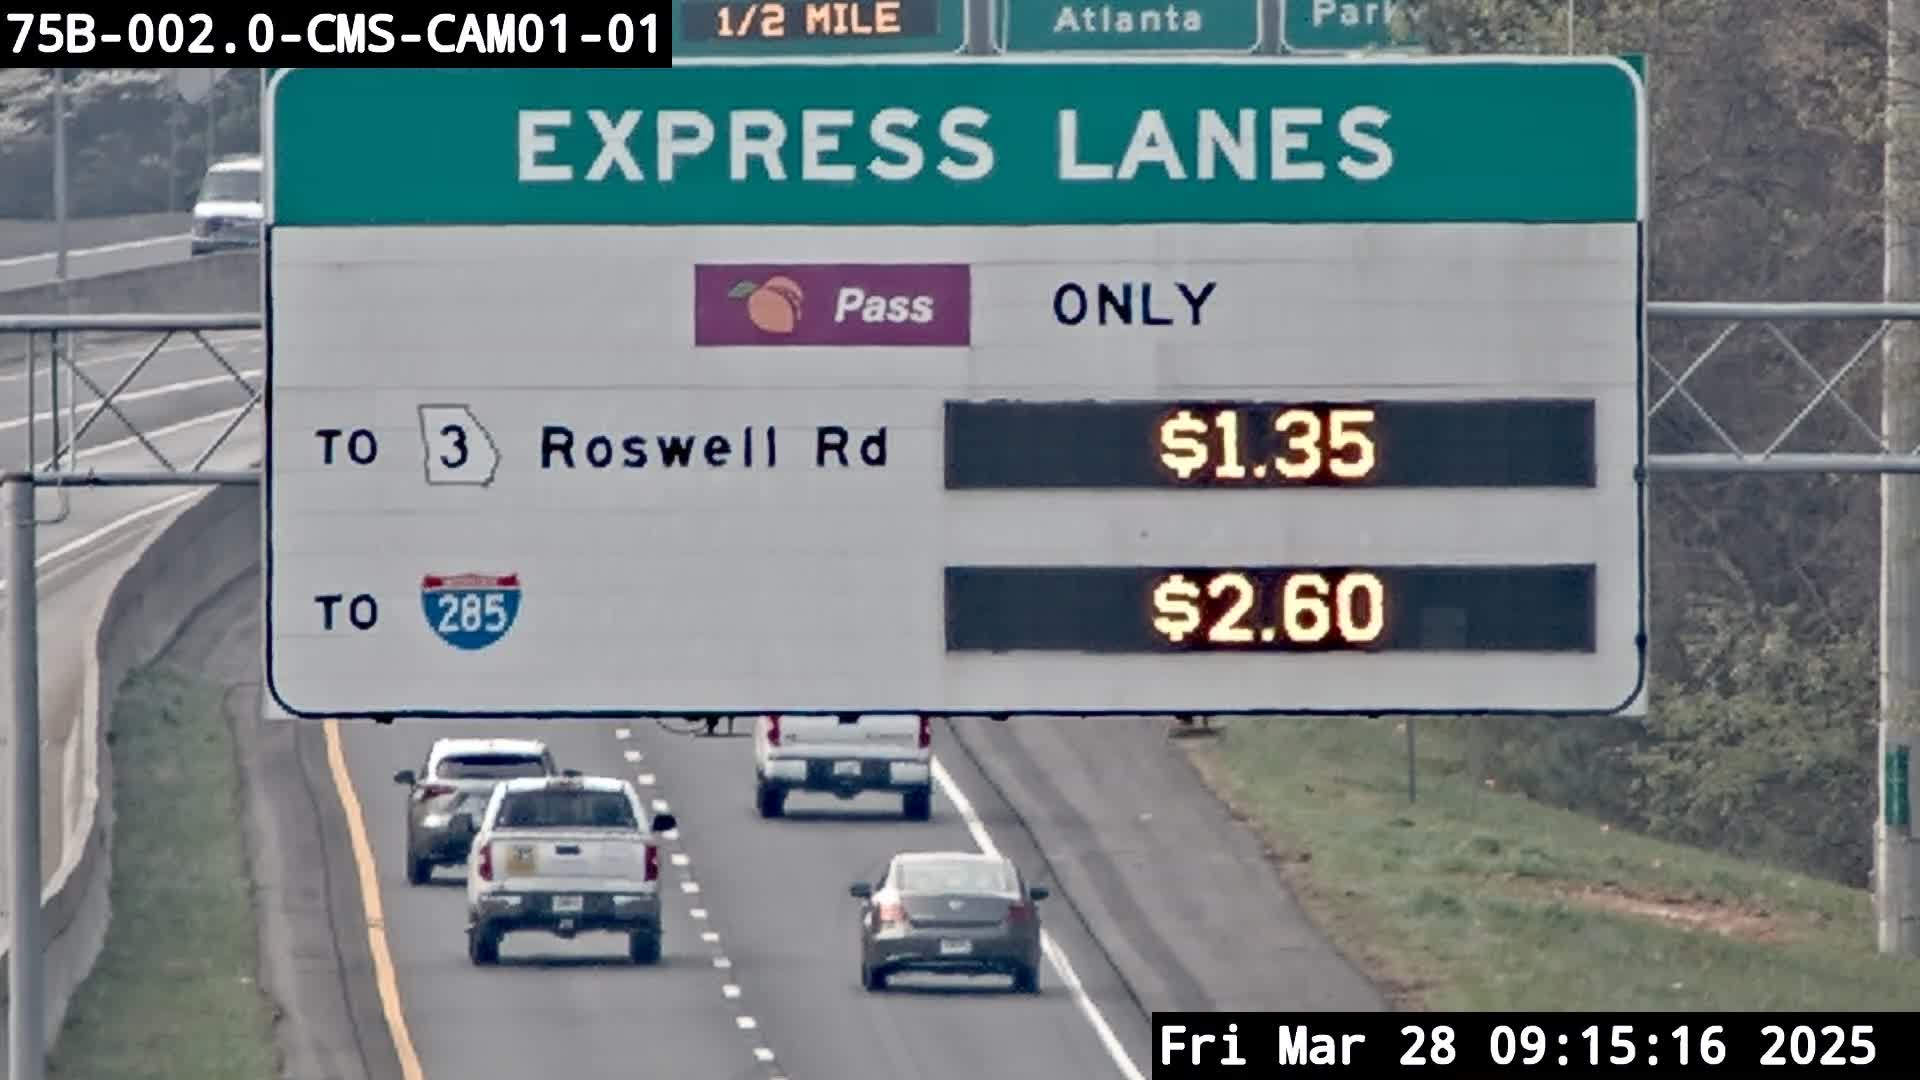 75B-002.0-CMS-CAM01-01
1/2 MILE
Atlanta
EXPRESS LANES
Pass ONLY
TO 3 Roswell Rd $1.35
TO 285 $2.60
Fri Mar 28 09:15:16 2025